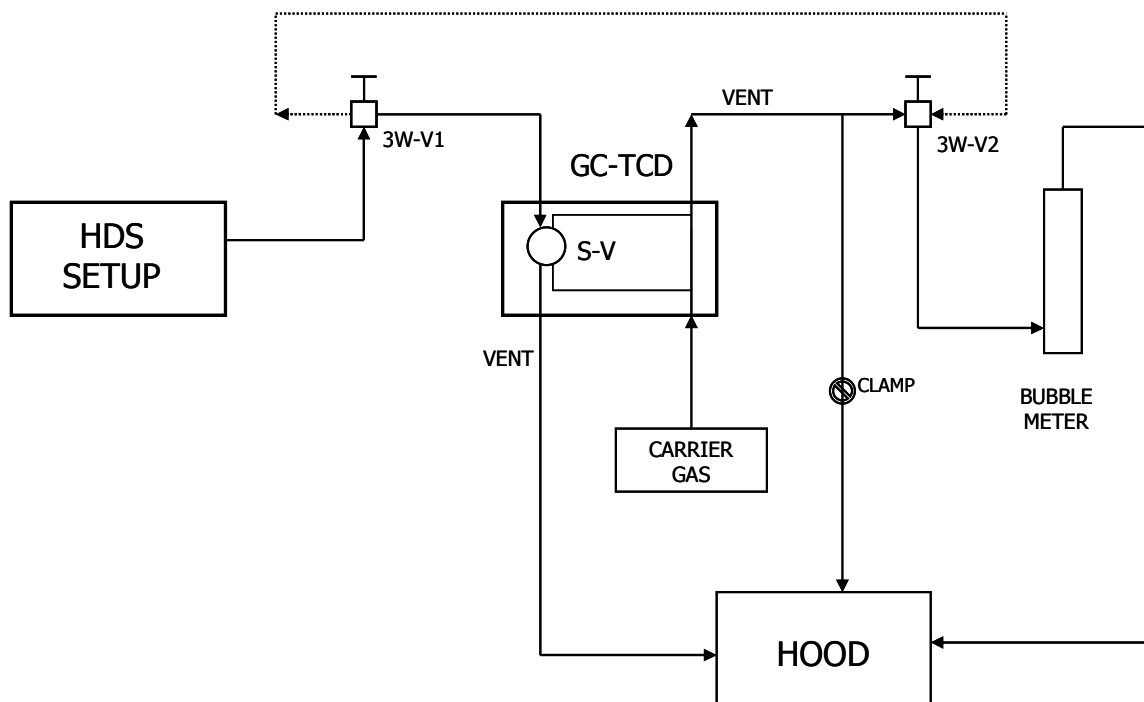 VENT
3W-V1
3W-V2
GC-TCD
HDS
SETUP
S-V
VENT
CLAMP
BUBBLE
METER
CARRIER
GAS
HOOD